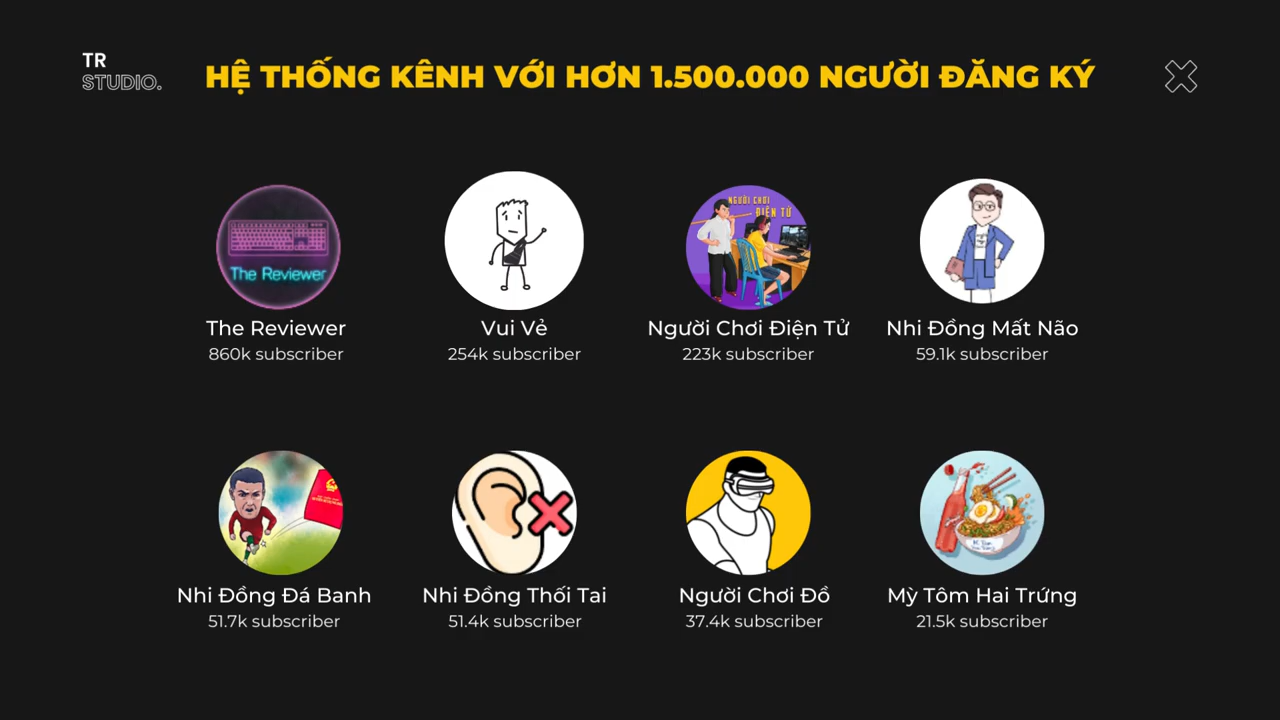 TR
STUDIO.
HỆ THỐNG KÊNH VỚI HƠN 1.500.000 NGƯỜI ĐĂNG KÝ
The Reviewer
NGƯỜI CHƠI
ĐIỆN TỬ
The Reviewer
860k subscriber
Vui Vẻ
254k subscriber
Người Chơi Điện Tử
223k subscriber
Nhi Đồng Mất Não
59.1k subscriber
Nhi Đồng Đá Banh
51.7k subscriber
Nhi Đồng Thối Tai
51.4k subscriber
Người Chơi Đồ
37.4k subscriber
Mỳ Tôm Hai Trứng
21.5k subscriber